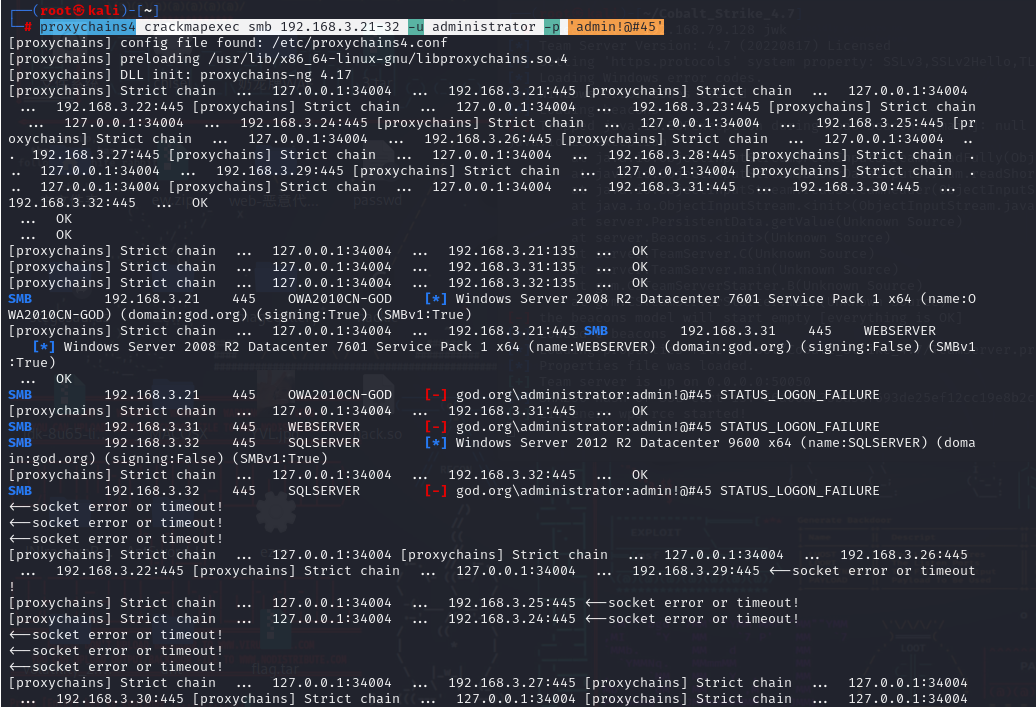 ┌──(root㉿kali)-[~]
└─# proxychains4 crackmapexec smb 192.168.3.21-32 -u administrator -p 'admin!@#45'
[proxychains] config file found: /etc/proxychains4.conf
[proxychains] preloading /usr/lib/x86_64-linux-gnu/libproxychains.so.4
[proxychains] DLL init: proxychains-ng 4.17
[proxychains] Strict chain  ...  127.0.0.1:34004  ...  192.168.3.21:445 [proxychains] Strict chain  ...  127.0.0.1:34004
 ...  192.168.3.22:445 [proxychains] Strict chain  ...  127.0.0.1:34004  ...  192.168.3.23:445 [proxychains] Strict chain
 ...  127.0.0.1:34004  ...  192.168.3.24:445 [proxychains] Strict chain  ...  127.0.0.1:34004  ...  192.168.3.25:445 [pr
oxychains] Strict chain  ...  127.0.0.1:34004  ...  192.168.3.26:445 [proxychains] Strict chain  ...  127.0.0.1:34004  ..
.  192.168.3.27:445 [proxychains] Strict chain  ...  127.0.0.1:34004  ...  192.168.3.28:445 [proxychains] Strict chain  .
..  127.0.0.1:34004  ...  192.168.3.29:445 [proxychains] Strict chain  ...  127.0.0.1:34004 [proxychains] Strict chain  .
..  127.0.0.1:34004 [proxychains] Strict chain  ...  127.0.0.1:34004  ...  192.168.3.31:445  ...  192.168.3.30:445  ...
192.168.3.32:445  ...  OK
 ...  OK
 ...  OK
[proxychains] Strict chain  ...  127.0.0.1:34004  ...  192.168.3.21:135  ...  OK
[proxychains] Strict chain  ...  127.0.0.1:34004  ...  192.168.3.31:135  ...  OK
[proxychains] Strict chain  ...  127.0.0.1:34004  ...  192.168.3.32:135  ...  OK
SMB         192.168.3.21    445    OWA2010CN-GOD    [*] Windows Server 2008 R2 Datacenter 7601 Service Pack 1 x64 (name:O
WA2010CN-GOD) (domain:god.org) (signing:True) (SMBv1:True)
[proxychains] Strict chain  ...  127.0.0.1:34004  ...  192.168.3.21:445 SMB         192.168.3.31    445    WEBSERVER
   [*] Windows Server 2008 R2 Datacenter 7601 Service Pack 1 x64 (name:WEBSERVER) (domain:god.org) (signing:False) (SMBv1
:True)
 ...  OK
SMB         192.168.3.21    445    OWA2010CN-GOD    [-] god.org\administrator:admin!@#45 STATUS_LOGON_FAILURE
[proxychains] Strict chain  ...  127.0.0.1:34004  ...  192.168.3.31:445  ...  OK
SMB         192.168.3.31    445    WEBSERVER        [-] god.org\administrator:admin!@#45 STATUS_LOGON_FAILURE
SMB         192.168.3.32    445    SQLSERVER        [*] Windows Server 2012 R2 Datacenter 9600 x64 (name:SQLSERVER) (doma
in:god.org) (signing:False) (SMBv1:True)
[proxychains] Strict chain  ...  127.0.0.1:34004  ...  192.168.3.32:445  ...  OK
SMB         192.168.3.32    445    SQLSERVER        [-] god.org\administrator:admin!@#45 STATUS_LOGON_FAILURE
<--socket error or timeout!
<--socket error or timeout!
<--socket error or timeout!
[proxychains] Strict chain  ...  127.0.0.1:34004 [proxychains] Strict chain  ...  127.0.0.1:34004  ...  192.168.3.26:445
 ...  192.168.3.22:445 [proxychains] Strict chain  ...  127.0.0.1:34004  ...  192.168.3.29:445 <--socket error or timeout
!
[proxychains] Strict chain  ...  127.0.0.1:34004  ...  192.168.3.25:445 <--socket error or timeout!
[proxychains] Strict chain  ...  127.0.0.1:34004  ...  192.168.3.24:445 <--socket error or timeout!
<--socket error or timeout!
<--socket error or timeout!
<--socket error or timeout!
[proxychains] Strict chain  ...  127.0.0.1:34004  ...  192.168.3.27:445 [proxychains] Strict chain  ...  127.0.0.1:34004
 ...  192.168.3.30:445 [proxychains] Strict chain  ...  127.0.0.1:34004 [proxychains] Strict chain  ...  127.0.0.1:34004